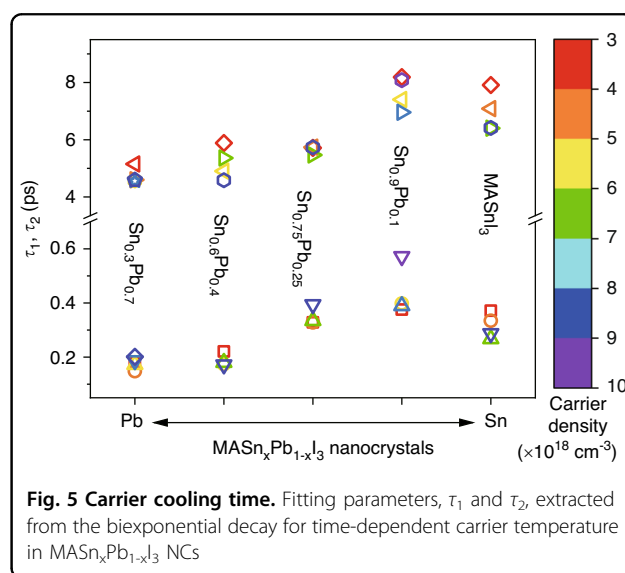 τ₁, τ₂ (ps)
8
6
4
0.6
0.4
0.2
Sn₀.₃Pb₀.₇
Sn₀.₆Pb₀.₄
Sn₀.₇₅Pb₀.₂₅
Sn₀.₉Pb₀.₁
MASnI₃
Pb
Sn
MASnₓPb₁₋ₓI₃ nanocrystals
3
4
5
6
7
8
9
10
Carrier
density
(×10¹⁸ cm⁻³)
Fig. 5 Carrier cooling time. Fitting parameters, τ₁ and τ₂, extracted
from the biexponential decay for time-dependent carrier temperature
in MASnₓPb₁₋ₓI₃ NCs